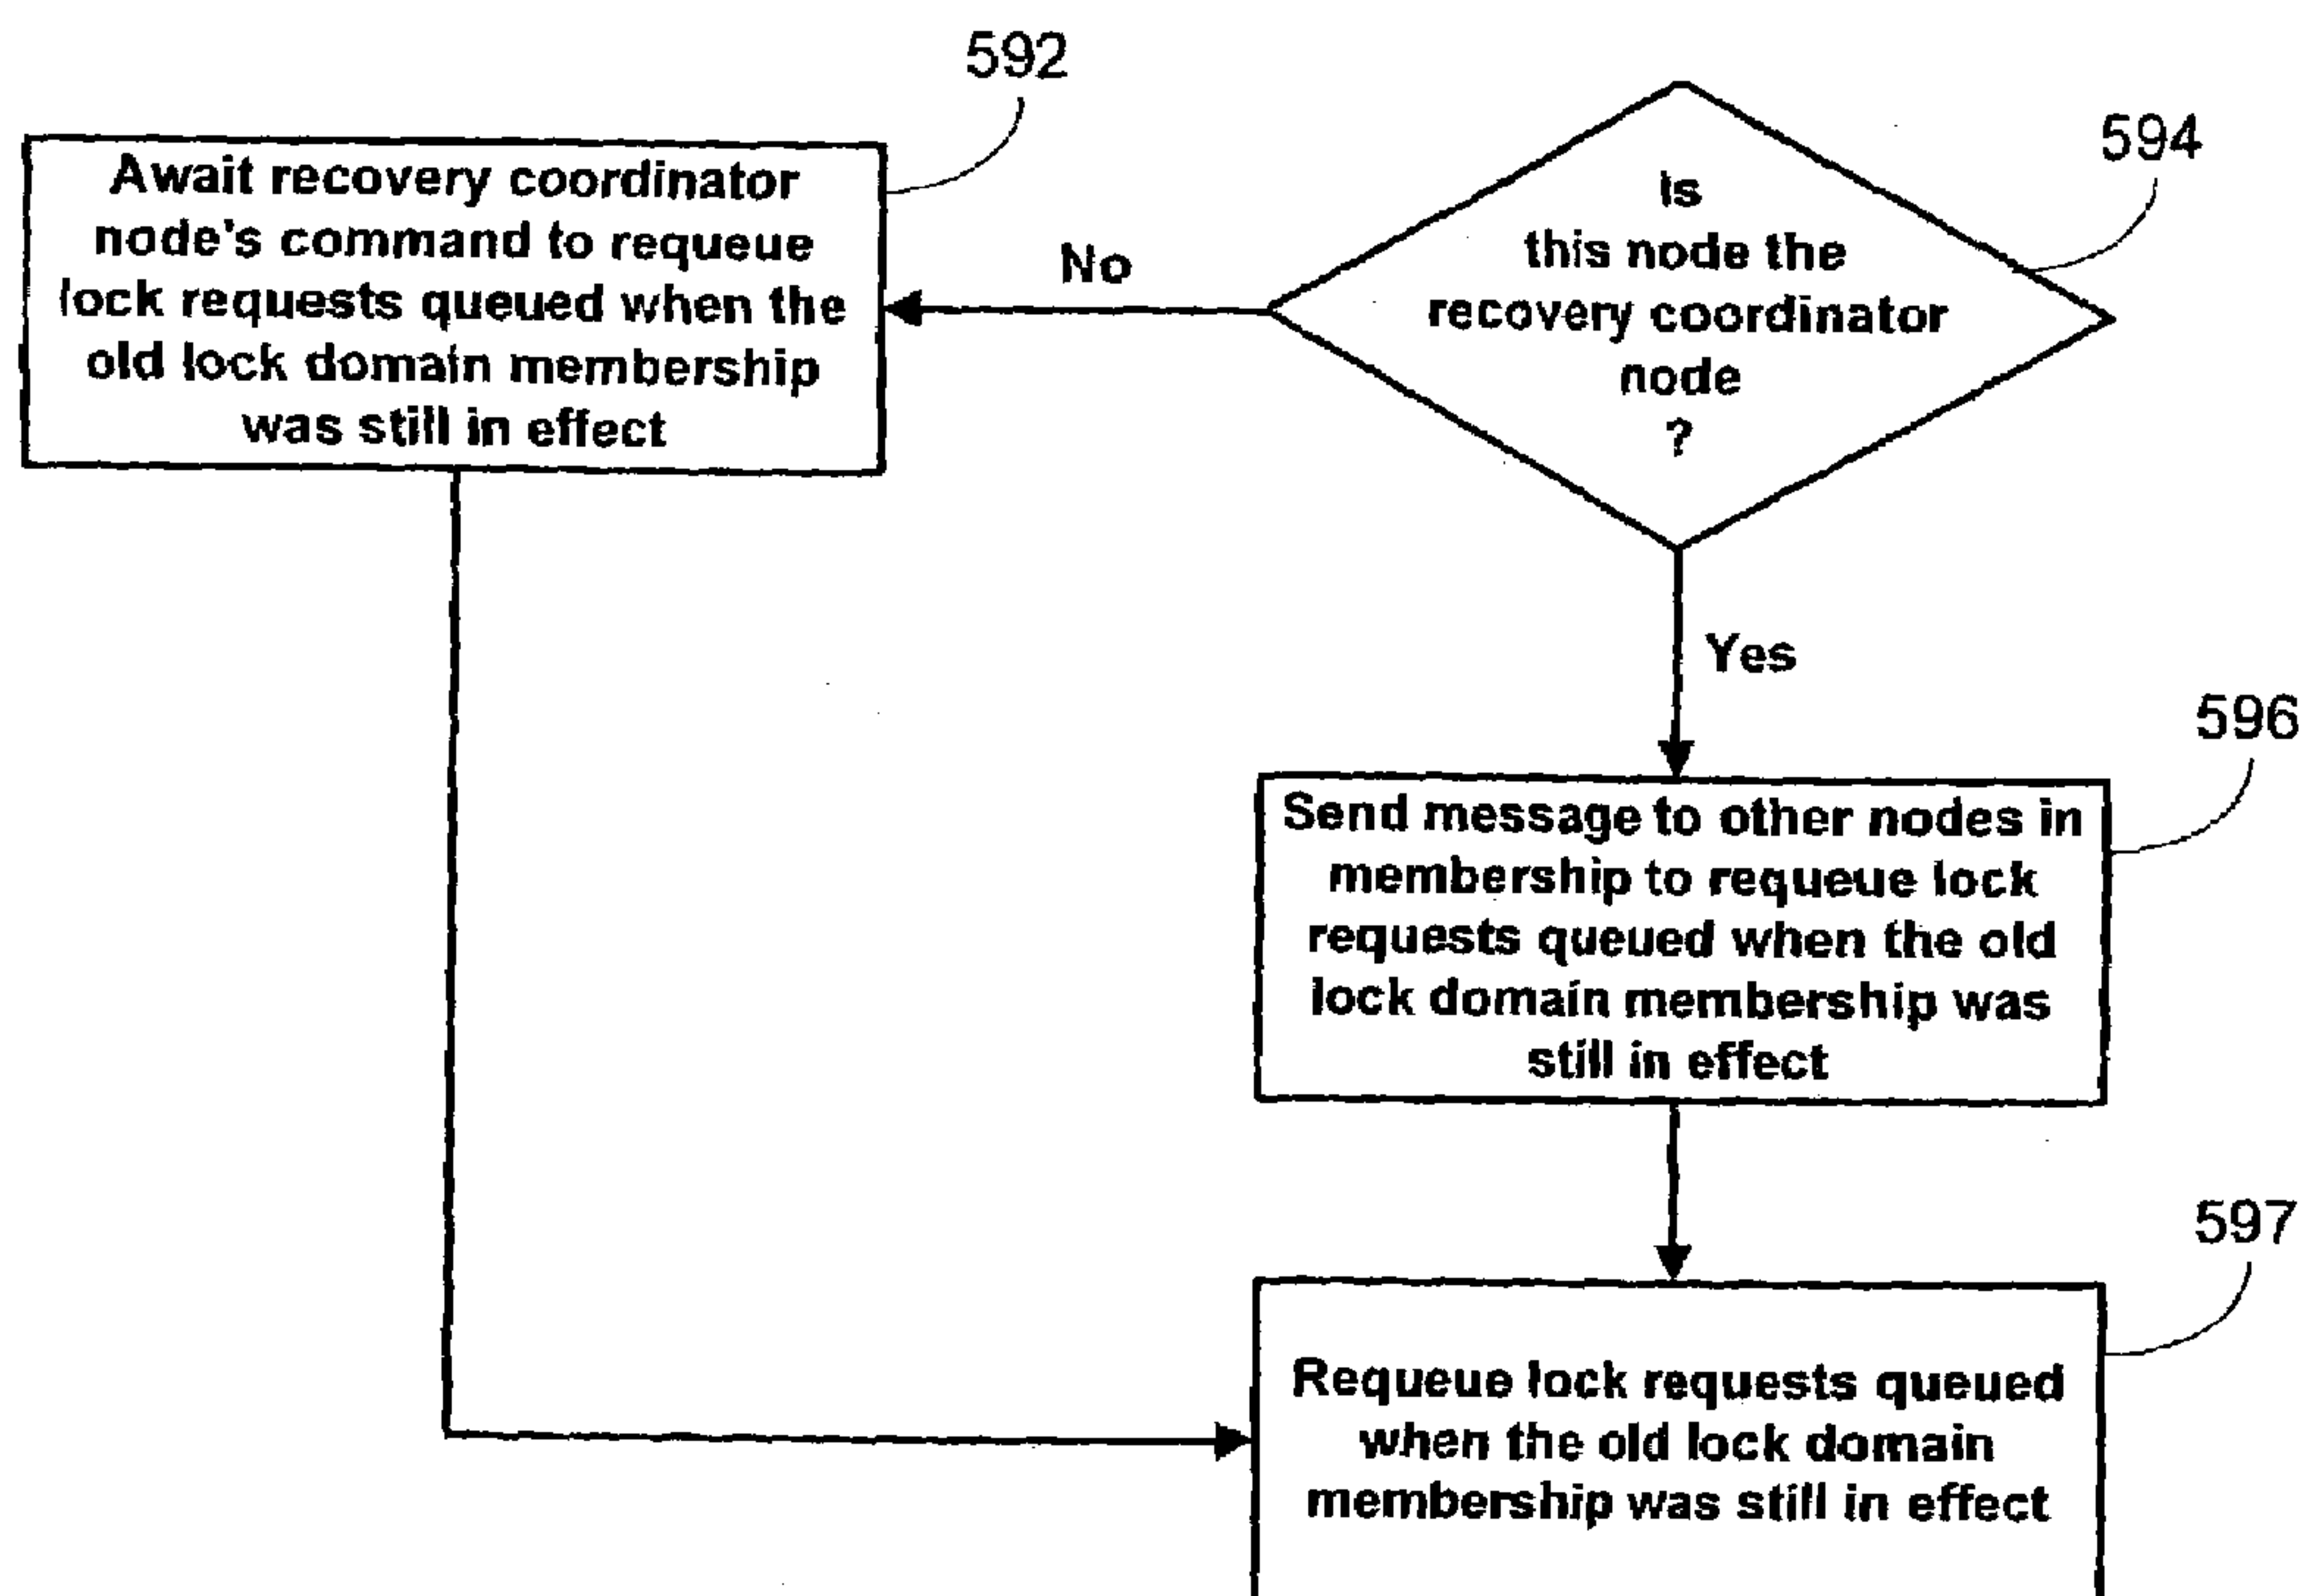 592
Await recovery coordinator
node's command to requeue
lock requests queued when the
old lock domain membership
was still in effect
No
594
Is
this node the
recovery coordinator
node
?
Yes
596
Send message to other nodes in
membership to requeue lock
requests queued when the old
lock domain membership was
still in effect
597
Requeue lock requests queued
when the old lock domain
membership was still in effect